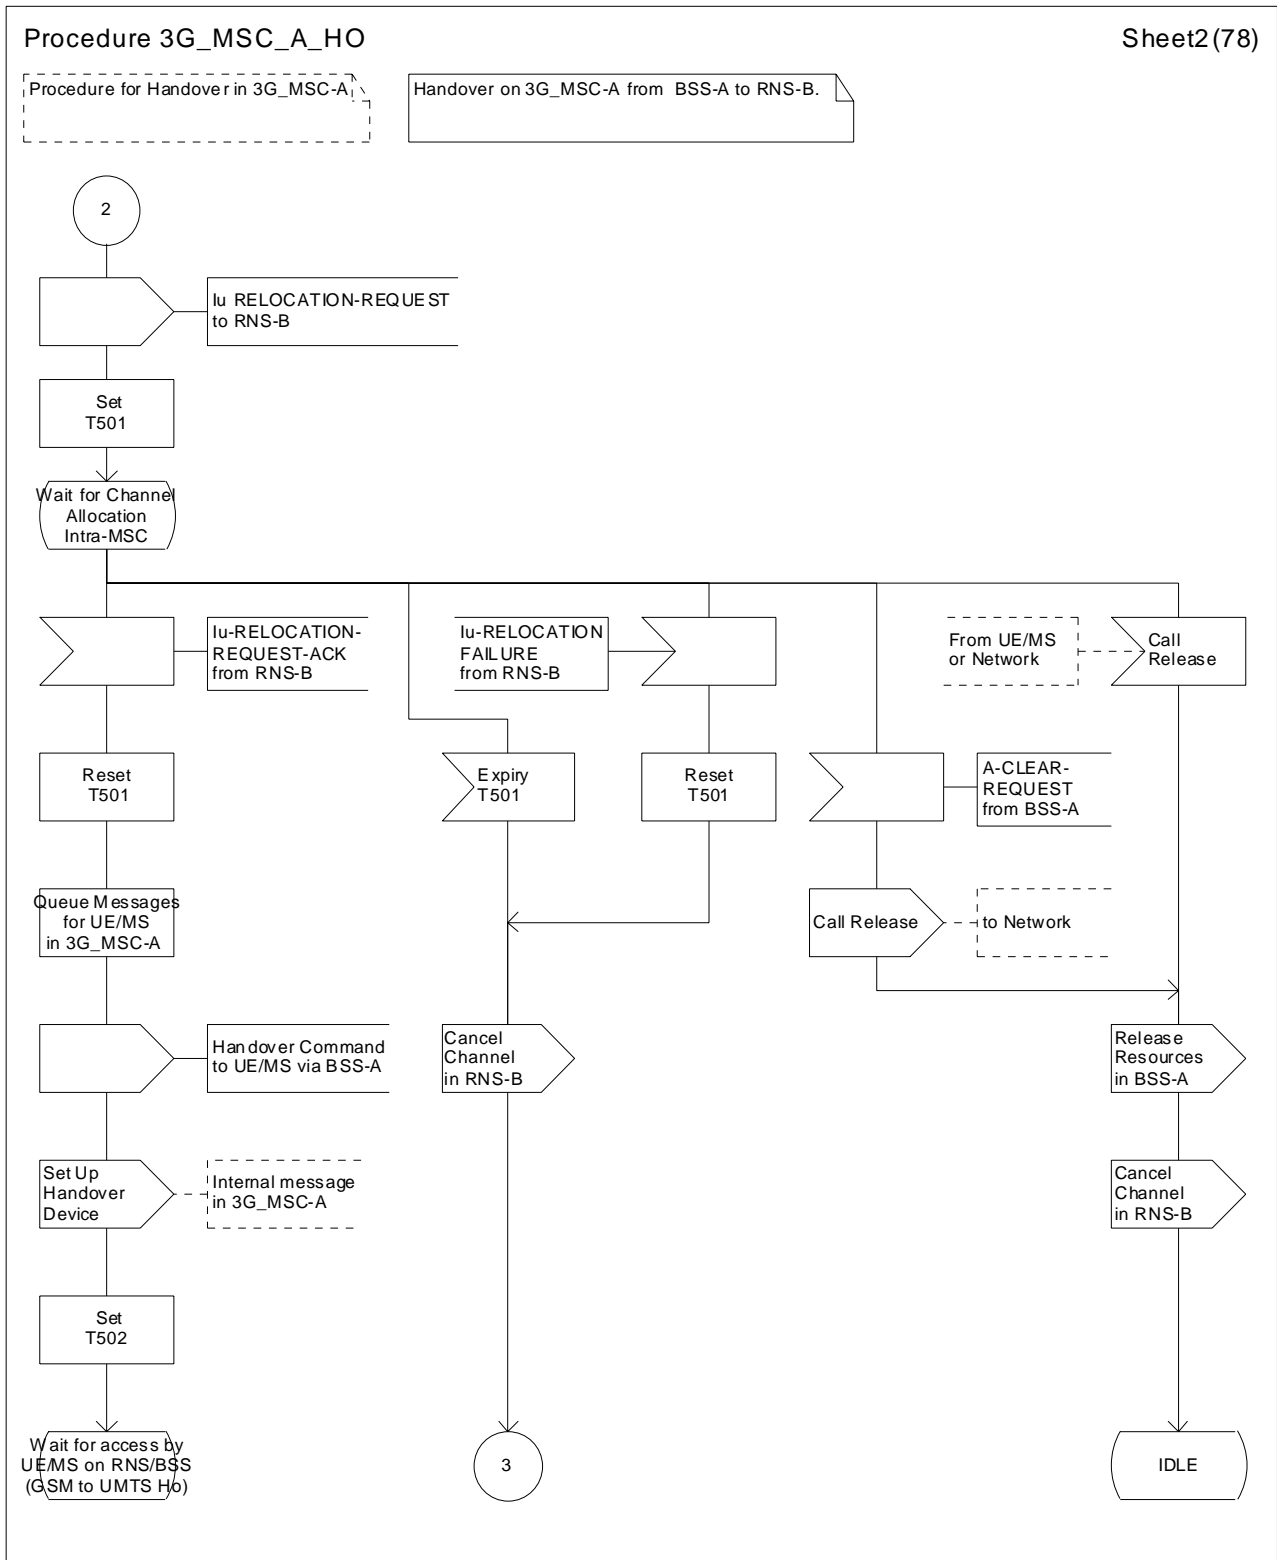 Procedure 3G_MSC_A_HO
Sheet2(78)
Procedure for Handover in 3G_MSC-A
Handover on 3G_MSC-A from BSS-A to RNS-B.
2
Iu RELOCATION-REQUEST
to RNS-B
Set
T501
Wait for Channel
Allocation
Intra-MSC
Iu-RELOCATION-
REQUEST-ACK
from RNS-B
Iu-RELOCATION
FAILURE
from RNS-B
From UE/MS
or Network
Call
Release
Reset
T501
Expiry
T501
Reset
T501
A-CLEAR-
REQUEST
from BSS-A
Queue Messages
for UE/MS
in 3G_MSC-A
Call Release
to Network
Handover Command
to UE/MS via BSS-A
Cancel
Channel
in RNS-B
Release
Resources
in BSS-A
Set Up
Handover
Device
Internal message
in 3G_MSC-A
Cancel
Channel
in RNS-B
Set
T502
Wait for access by
UE/MS on RNS/BSS
(GSM to UMTS Ho)
3
IDLE